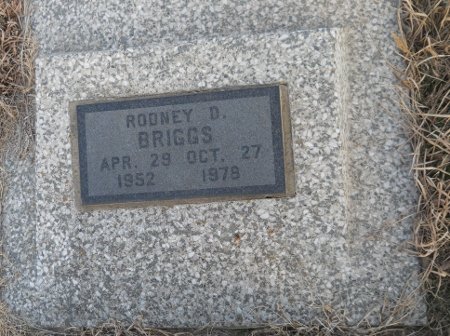 RODNEY D.
BRIGGS
APR. 29 OCT. 27
1952 1979